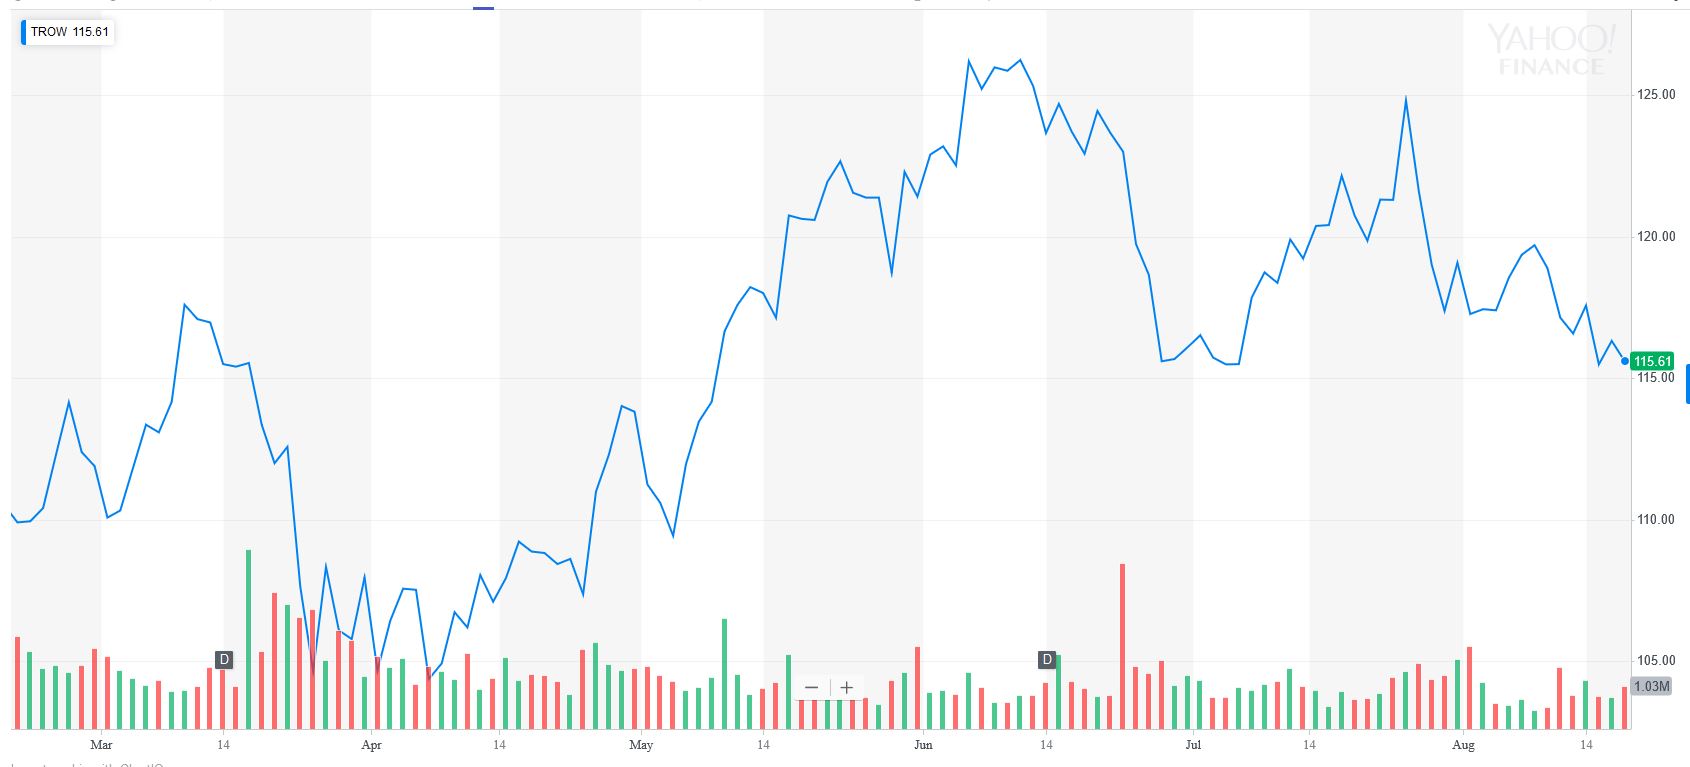 TROW 115.61
YAHOO!
FINANCE
125.00
120.00
115.61
115.00
110.00
D
D
105.00
1.03M
− +
Mar 14 Apr 14 May 14 Jun 14 Jul 14 Aug 14